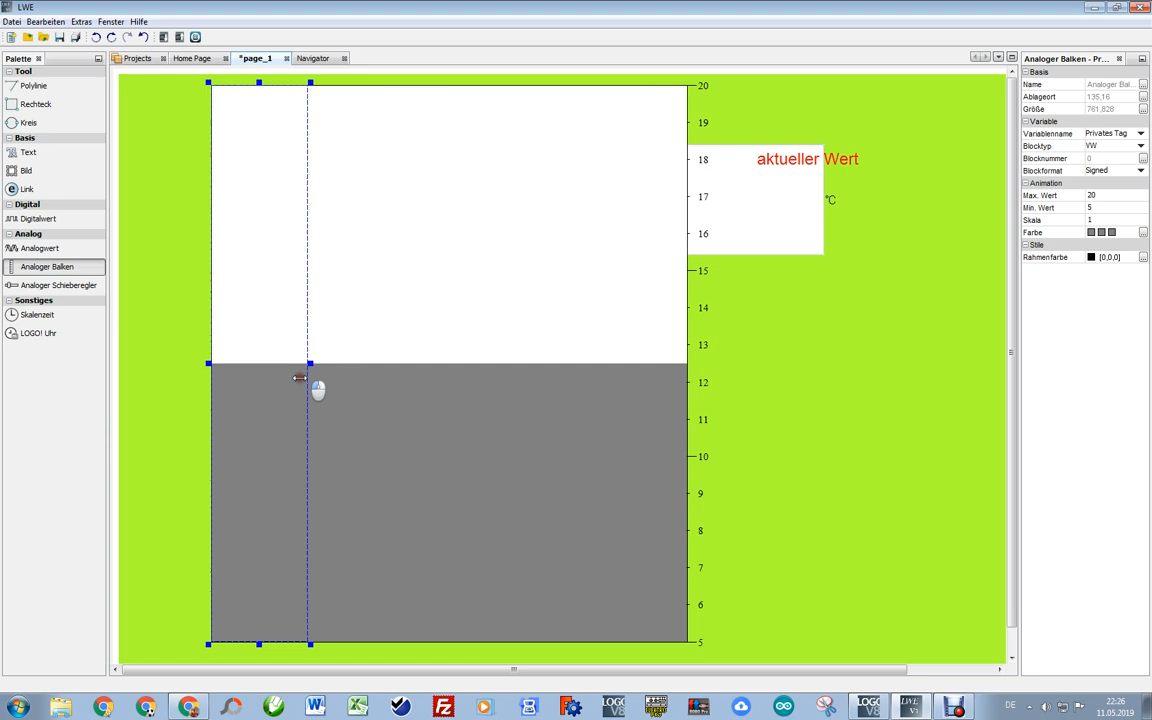 LWE
Datei Bearbeiten Extras Fenster Hilfe
Palette
Projects Home Page *page_1 Navigator
Analoger Balken - Pr...
Tool
Polylinie
Rechteck
Kreis
Basis
Text
Bild
Link
Digital
Digitalwert
Analog
Analogwert
Analoger Balken
Analoger Schieberegler
Sonstiges
Skalenzeit
LOGO! Uhr
20
19
18
17
16
15
14
13
12
11
10
9
8
7
6
5
aktueller Wert
°C
Basis
Name Analoger Bal...
Ablageort 135,16
Größe 761,828
Variable
Variablenname Privates Tag
Blocktyp VW
Blocknummer 0
Blockformat Signed
Animation
Max. Wert 20
Min. Wert 5
Skala 1
Farbe
Stile
Rahmenfarbe [0,0,0]
DE
22:26
11.05.2019